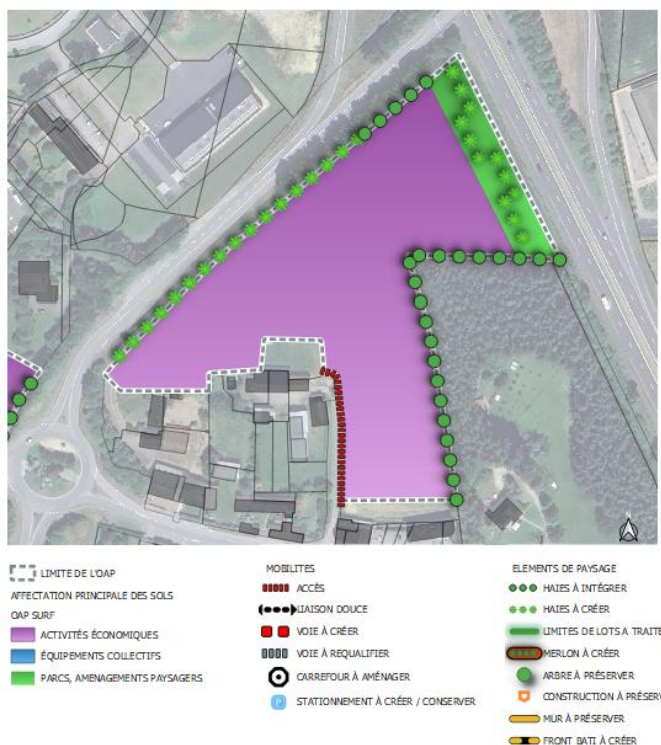 LIMITE DE L'OAP
AFFECTATION PRINCIPALE DES SOLS
OAP SURF
ACTIVITÉS ÉCONOMIQUES
ÉQUIPEMENTS COLLECTIFS
PARCS, AMENAGEMENTS PAYSAGERS
MOBILITES
ACCÈS
LIAISON DOUCE
VOIE À CRÉER
VOIE À REQUALIFIER
CARREFOUR À AMÉNAGER
P
STATIONNEMENT À CRÉER / CONSERVER
ELEMENTS DE PAYSAGE
HAIES À INTÉGRER
HAIES À CRÉER
LIMITES DE LOTS A TRAITE
MERLON À CRÉER
ARBRE À PRÉSERVER
CONSTRUCTION À PRÉSERV
MUR À PRÉSERVER
FRONT BATI À CRÉER